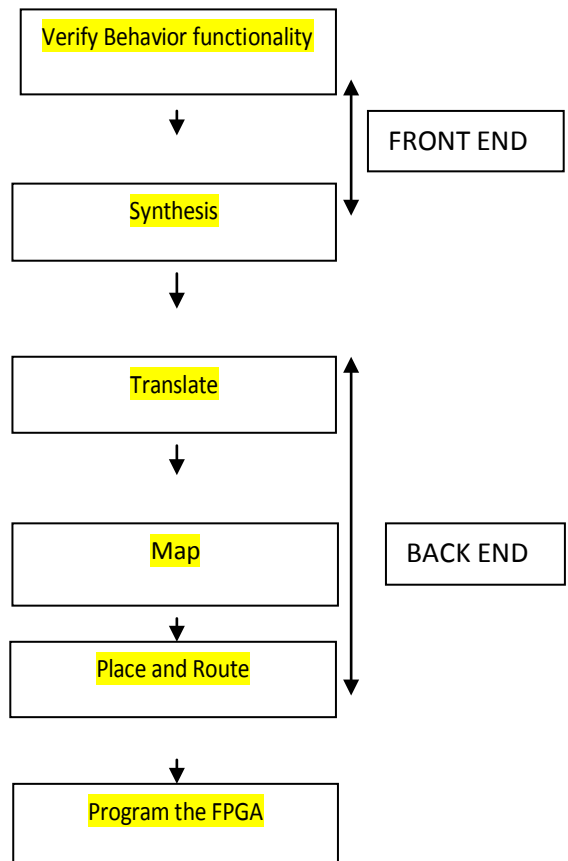 Verify Behavior functionality
FRONT END
Synthesis
Translate
Map
BACK END
Place and Route
Program the FPGA